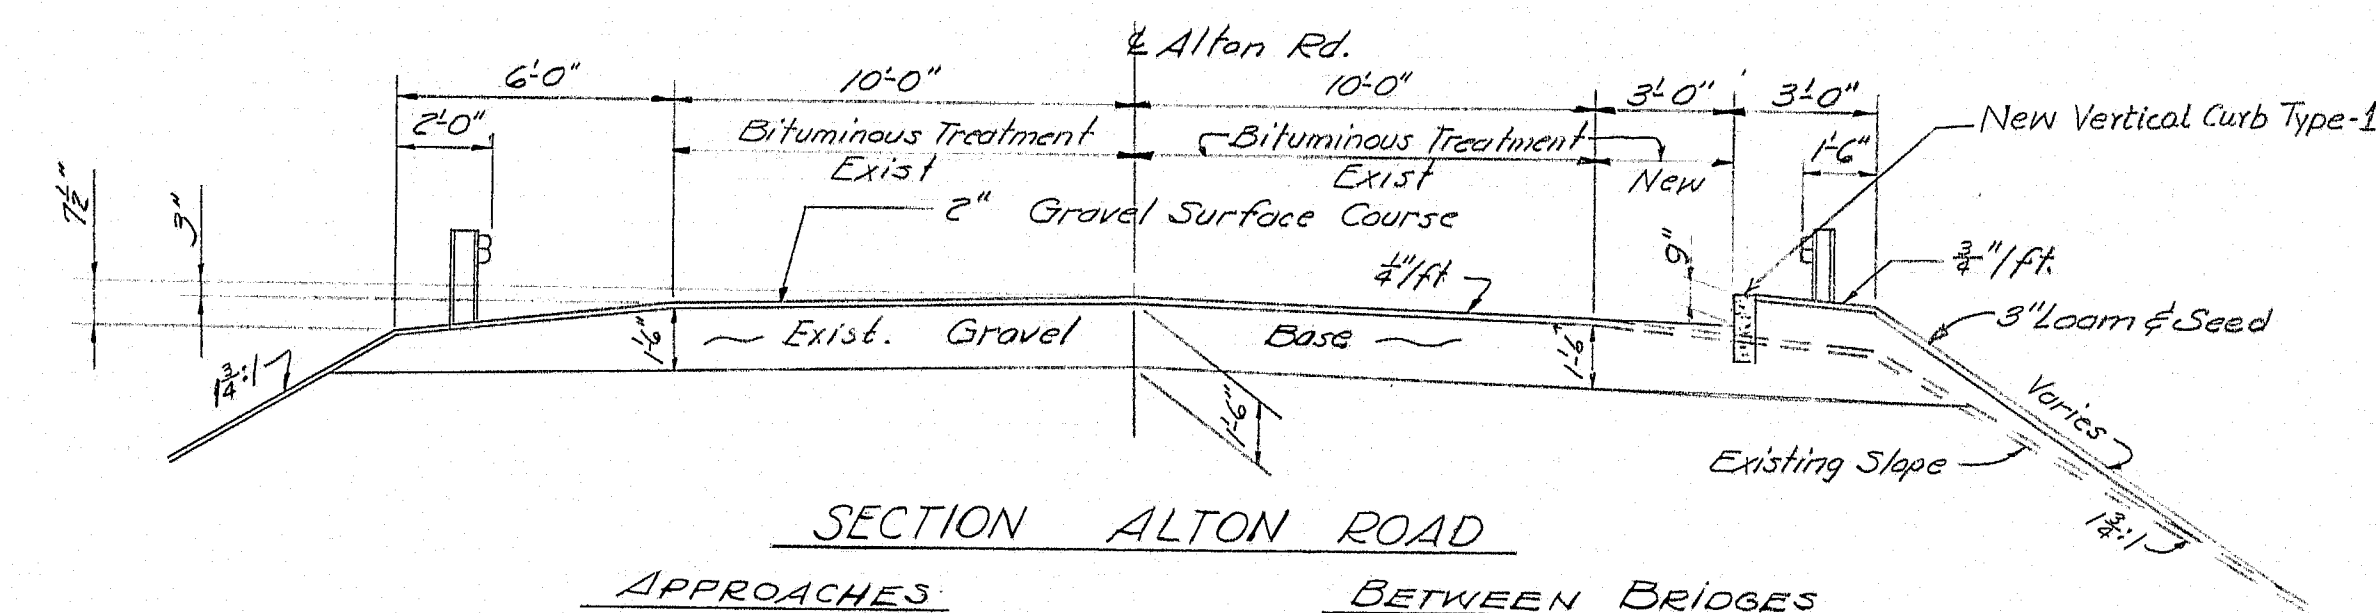 ℄ Alton Rd.
6'-0"
10'-0"
10'-0"
3'-0"
3'-0"
New Vertical Curb Type-1
2'-0"
Bituminous Treatment
Exist
Bituminous Treatment
Exist
New
1'-6"
7½"
3"
2" Gravel Surface Course
9"
¼"/ft
¾"/ft.
3" Loam & Seed
1¾:1
1'-6"
Exist. Gravel Base
1'-6"
1'-6"
Varies
Existing Slope
1¾:1
SECTION ALTON ROAD
APPROACHES
BETWEEN BRIDGES